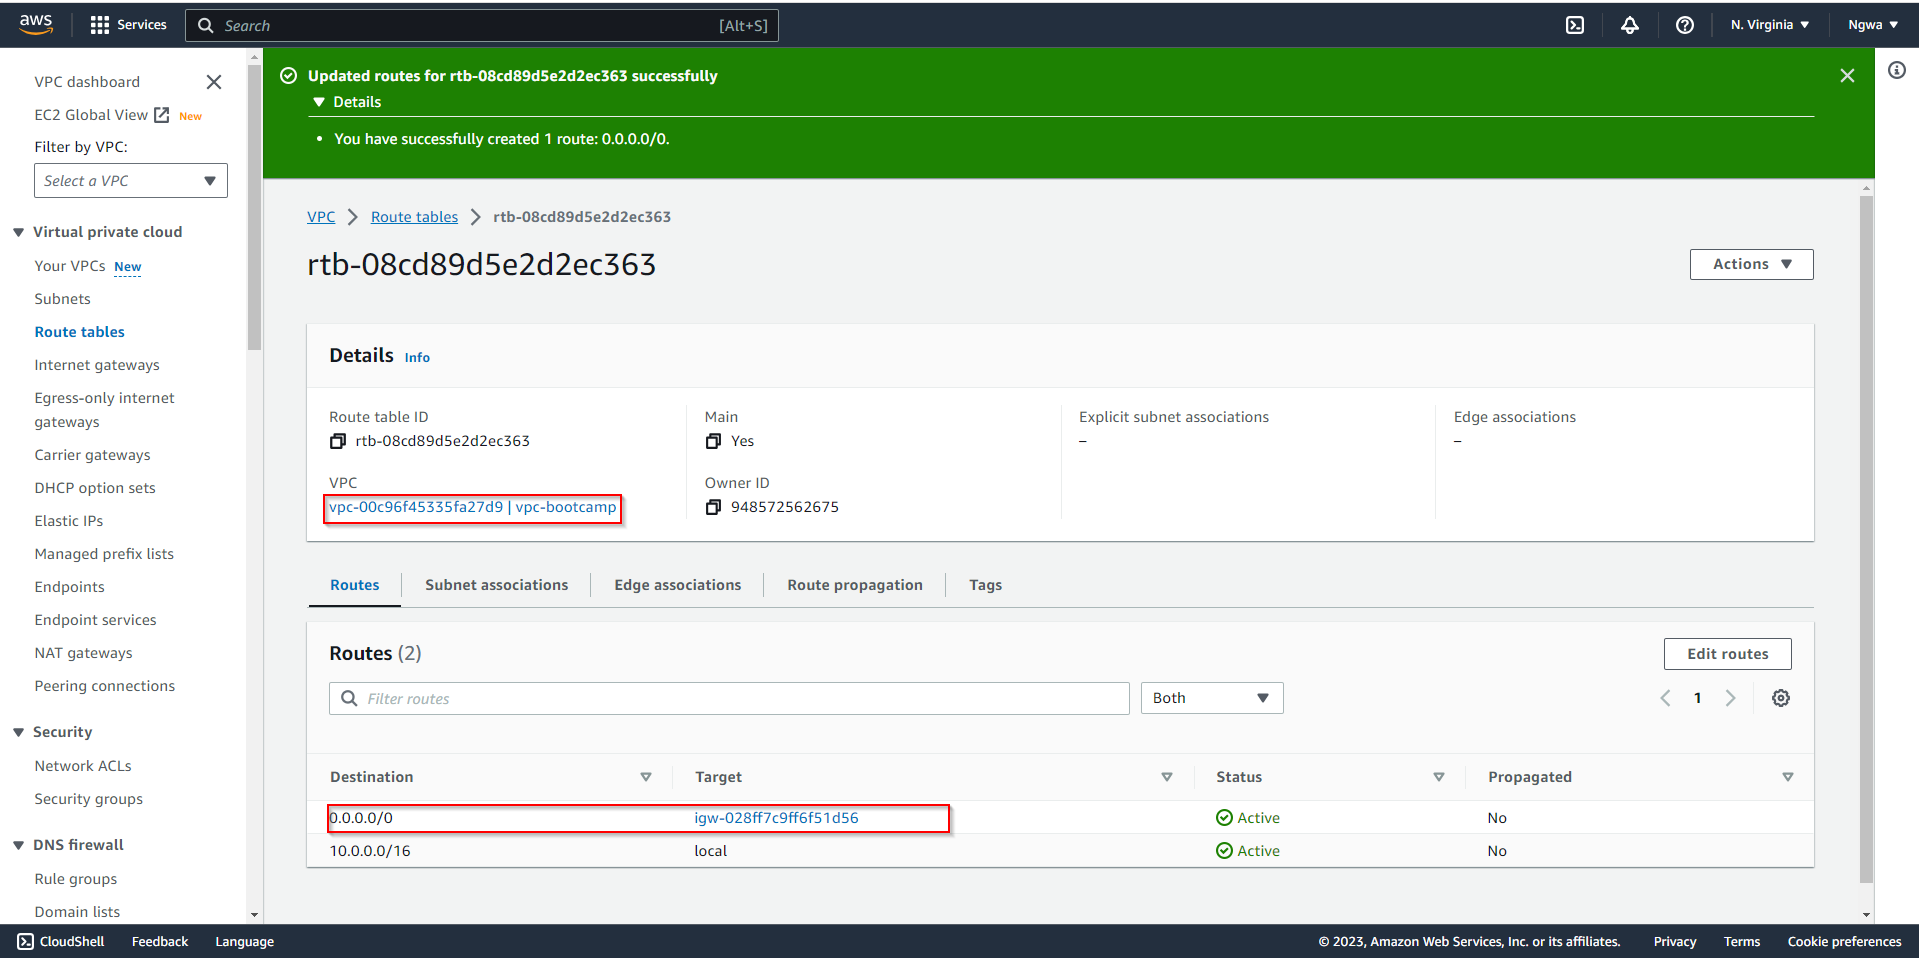 aws
Services
Search
[Alt+S]
N. Virginia
Ngwa
VPC dashboard
EC2 Global View New
Filter by VPC:
Select a VPC
Virtual private cloud
Your VPCs New
Subnets
Route tables
Internet gateways
Egress-only internet
gateways
Carrier gateways
DHCP option sets
Elastic IPs
Managed prefix lists
Endpoints
Endpoint services
NAT gateways
Peering connections
Security
Network ACLs
Security groups
DNS firewall
Rule groups
Domain lists
Updated routes for rtb-08cd89d5e2d2ec363 successfully
Details
• You have successfully created 1 route: 0.0.0.0/0.
VPC
Route tables
rtb-08cd89d5e2d2ec363
rtb-08cd89d5e2d2ec363
Actions
Details Info
Route table ID
rtb-08cd89d5e2d2ec363
Main
Yes
Explicit subnet associations
–
Edge associations
–
VPC
vpc-00c96f45335fa27d9 | vpc-bootcamp
Owner ID
948572562675
Routes
Subnet associations
Edge associations
Route propagation
Tags
Routes (2)
Edit routes
Filter routes
Both
1
Destination Target Status Propagated
0.0.0.0/0 igw-028ff7c9ff6f51d56 Active No
10.0.0.0/16 local Active No
CloudShell
Feedback
Language
© 2023, Amazon Web Services, Inc. or its affiliates.
Privacy
Terms
Cookie preferences